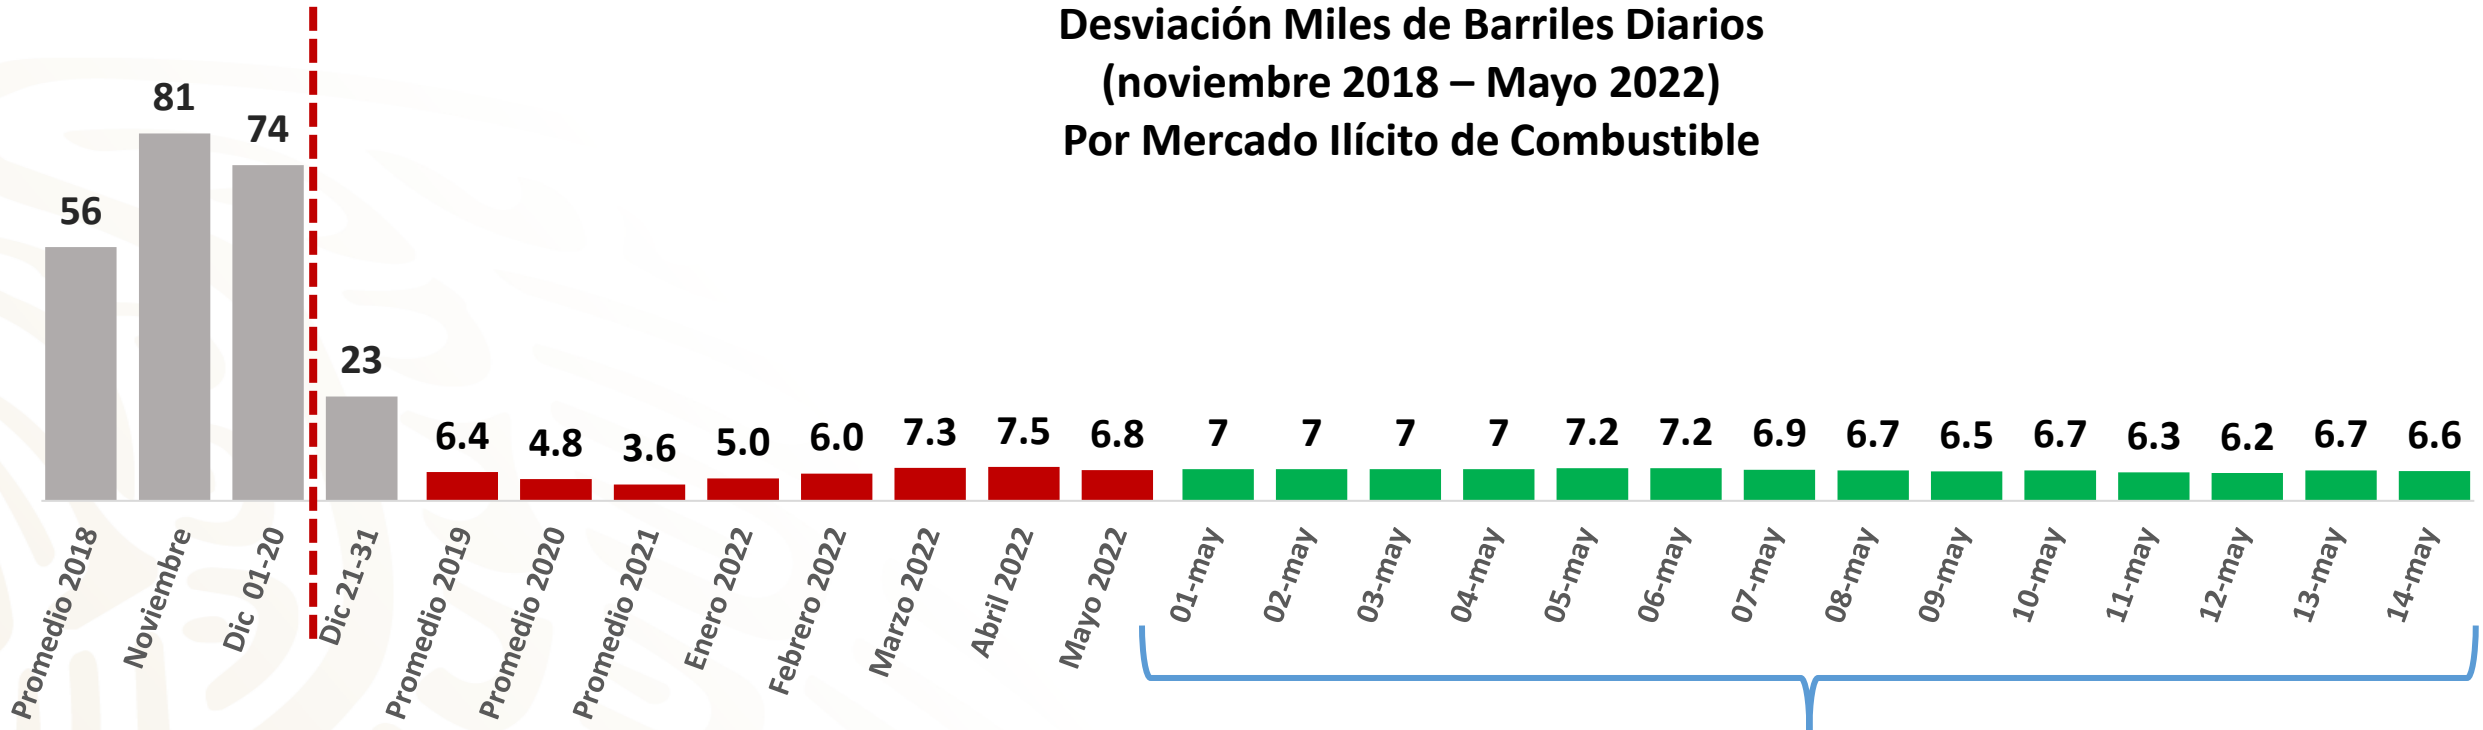 Desviación Miles de Barriles Diarios
(noviembre 2018 – Mayo 2022)
Por Mercado Ilícito de Combustible
56
81
74
23
6.4
4.8
3.6
5.0
6.0
7.3
7.5
6.8
7
7
7
7
7.2
7.2
6.9
6.7
6.5
6.7
6.3
6.2
6.7
6.6
Promedio 2018
Noviembre
Dic 01-20
Dic 21-31
Promedio 2019
Promedio 2020
Promedio 2021
Enero 2022
Febrero 2022
Marzo 2022
Abril 2022
Mayo 2022
01-may
02-may
03-may
04-may
05-may
06-may
07-may
08-may
09-may
10-may
11-may
12-may
13-may
14-may